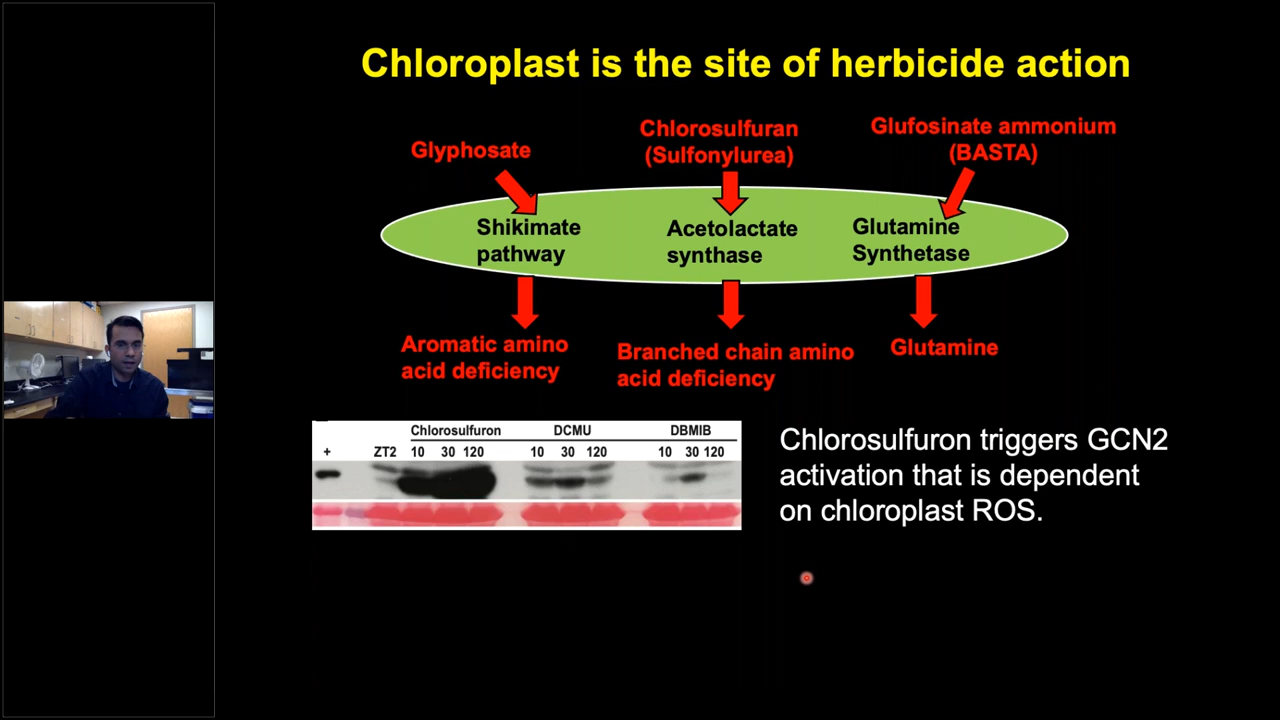 Chloroplast is the site of herbicide action
Glyphosate
Chlorosulfuran
(Sulfonylurea)
Glufosinate ammonium
(BASTA)
Shikimate
pathway
Acetolactate
synthase
Glutamine
Synthetase
Aromatic amino
acid deficiency
Branched chain amino
acid deficiency
Glutamine
Chlorosulfuron DCMU DBMIB
+ ZT2 10 30 120 10 30 120 10 30 120
Chlorosulfuron triggers GCN2
activation that is dependent
on chloroplast ROS.